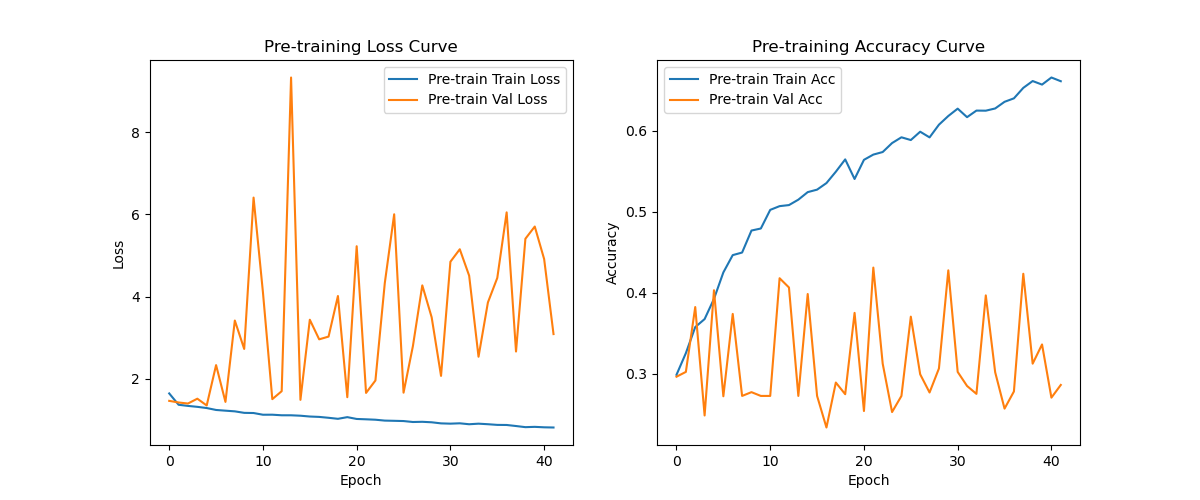 Pre-training Loss Curve
Pre-train Train Loss
Pre-train Val Loss
Loss
8
6
4
2
0
10
20
30
40
Epoch
Pre-training Accuracy Curve
Pre-train Train Acc
Pre-train Val Acc
Accuracy
0.6
0.5
0.4
0.3
0
10
20
30
40
Epoch